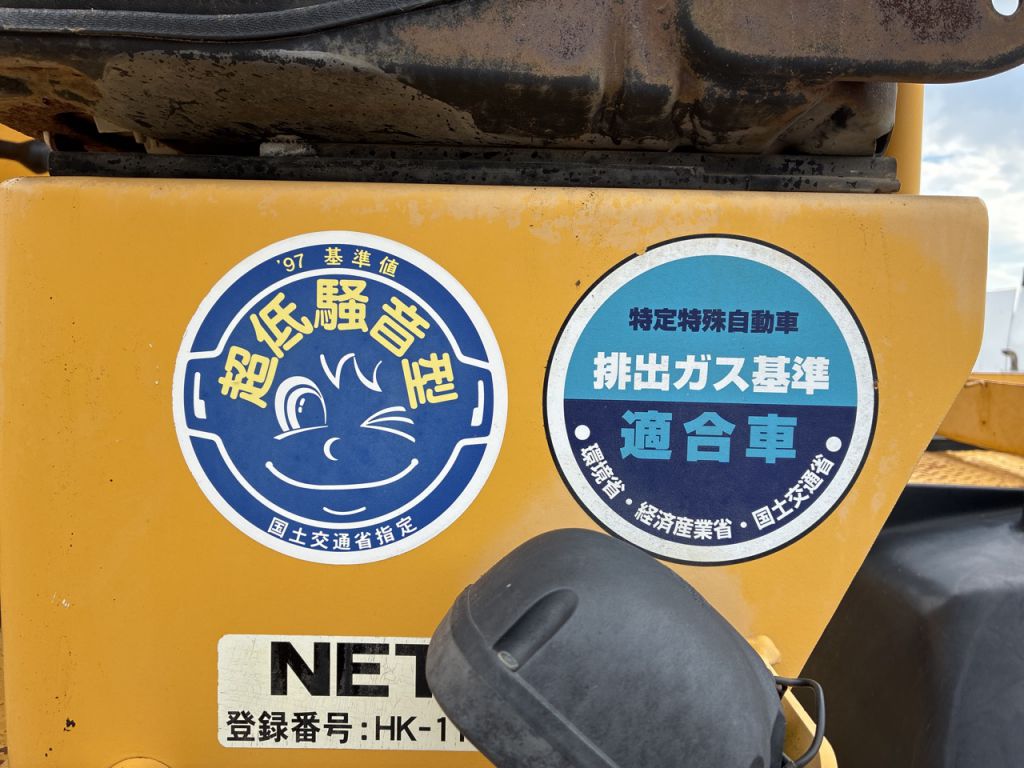 '97 基準値
超低騒音型
国土交通省指定
特定特殊自動車
排出ガス基準
適合車
●環境省・経済産業省・国土交通省●
NET
登録番号:HK-1